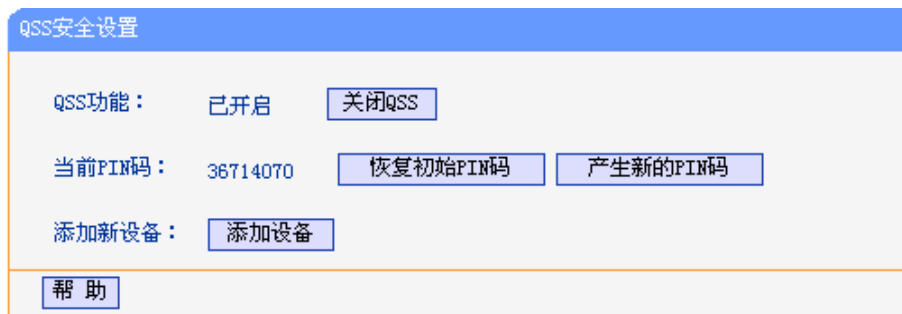 QSS安全设置
QSS功能： 已开启 关闭QSS
当前PIN码： 36714070 恢复初始PIN码 产生新的PIN码
添加新设备： 添加设备
帮 助